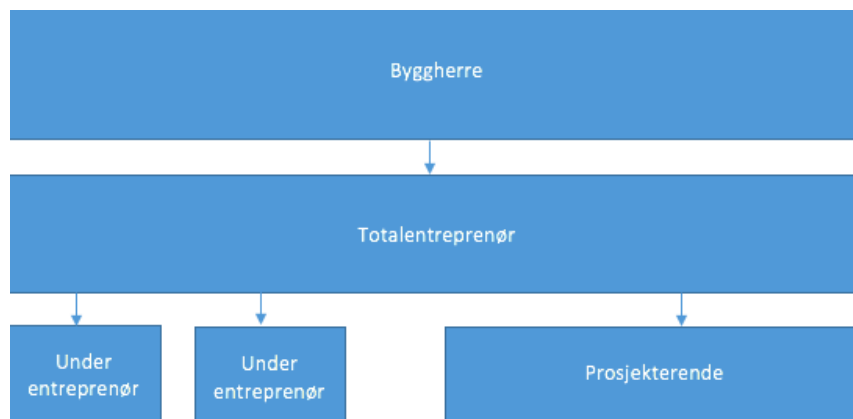 Byggherre
Totalentreprenør
Under
entreprenør
Under
entreprenør
Prosjekterende